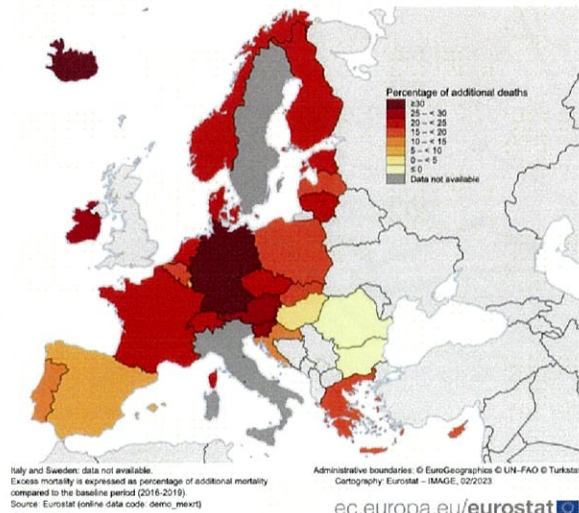 Percentage of additional deaths
≥30
25 – < 30
20 – < 25
15 – < 20
10 – < 15
5 – < 10
0 – < 5
≤ 0
Data not available
Italy and Sweden: data not available.
Excess mortality is expressed as percentage of additional mortality
compared to the baseline period (2016-2019).
Source: Eurostat (online data code: demo_mexrt)
Administrative boundaries: © EuroGeographics © UN–FAO © Turkstat
Cartography: Eurostat – IMAGE, 02/2023
ec.europa.eu/eurostat